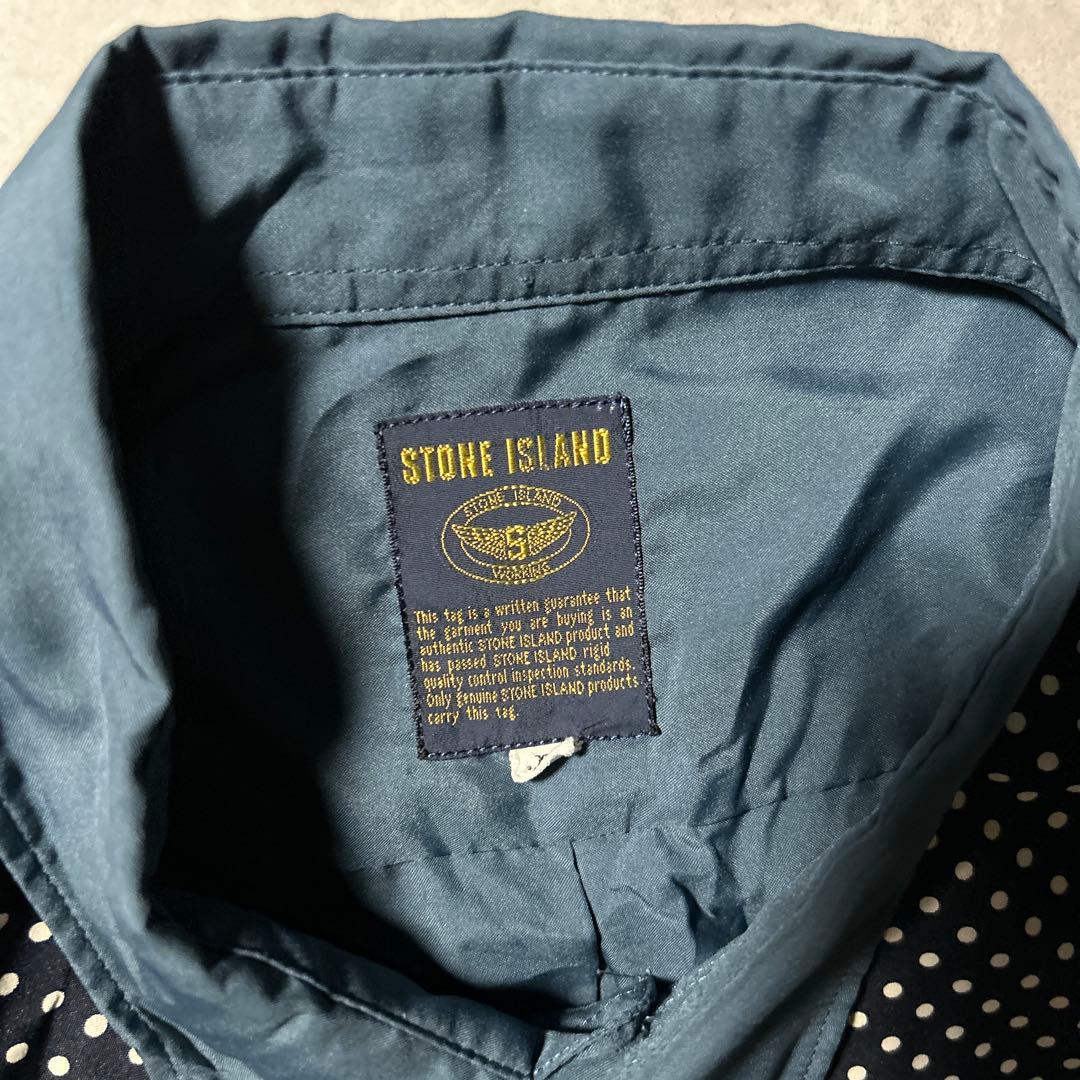 STONE ISLAND
STONE ISLAND
S
WORKING
This tag is a written guarantee that
the garment you are buying is an
authentic STONE ISLAND product and
has passed STONE ISLAND rigid
quality control inspection standards.
Only genuine STONE ISLAND products
carry this tag.